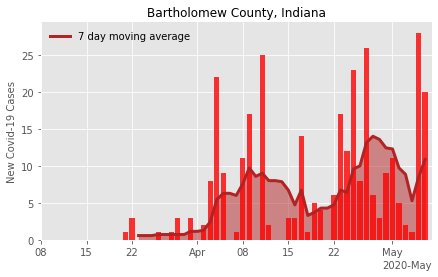 Bartholomew County, Indiana
7 day moving average
New Covid-19 Cases
25
20
15
10
5
0
08 15 22 Apr 08 15 22 May
2020-May